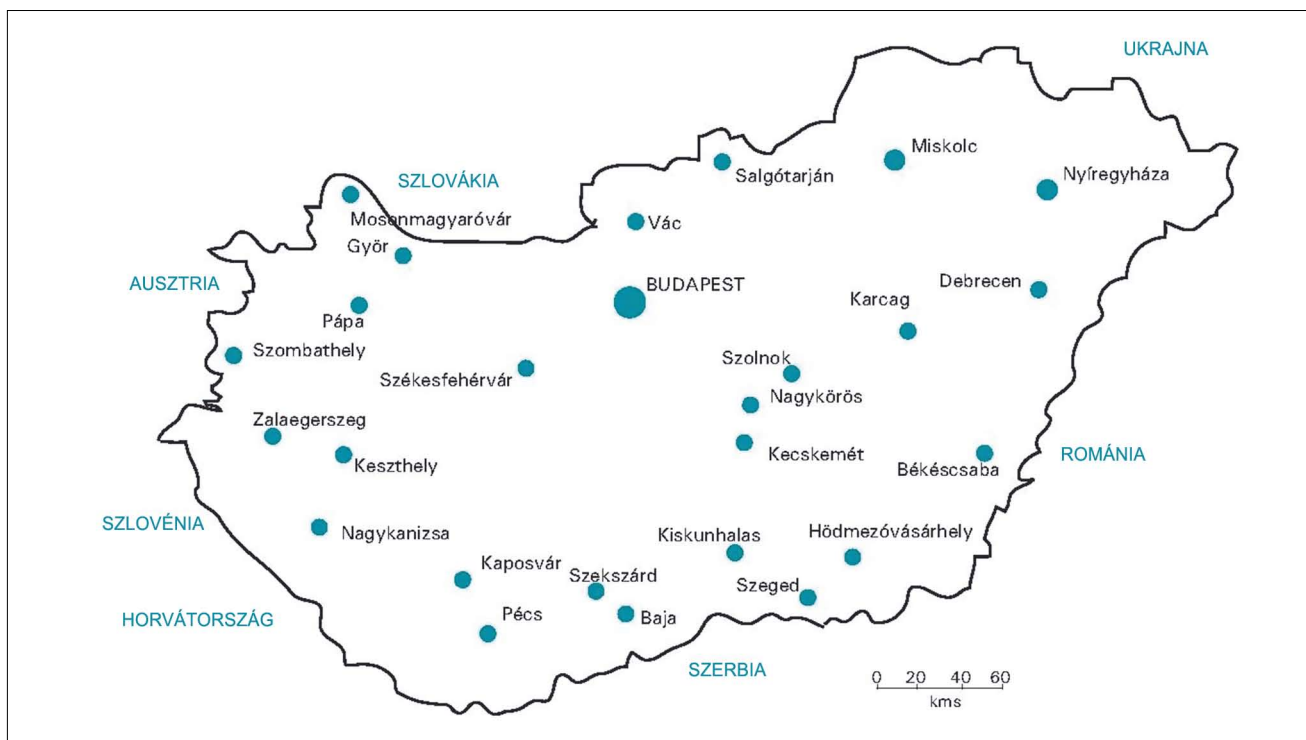 UKRAJNA
Miskolc
Salgótarján
Nyíregyháza
SZLOVÁKIA
Mosonmagyaróvár
Vác
Györ
AUSZTRIA
BUDAPEST
Debrecen
Karcag
Pápa
Szombathely
Székesfehérvár
Szolnok
Nagykörös
Zalaegerszeg
Keszthely
Kecskemét
Békéscsaba
ROMÁNIA
SZLOVÉNIA
Nagykanizsa
Kiskunhalas
Hödmezóvásárhely
Kaposvár
Szekszárd
Szeged
HORVÁTORSZÁG
Pécs
Baja
SZERBIA
0 20 40 60
kms